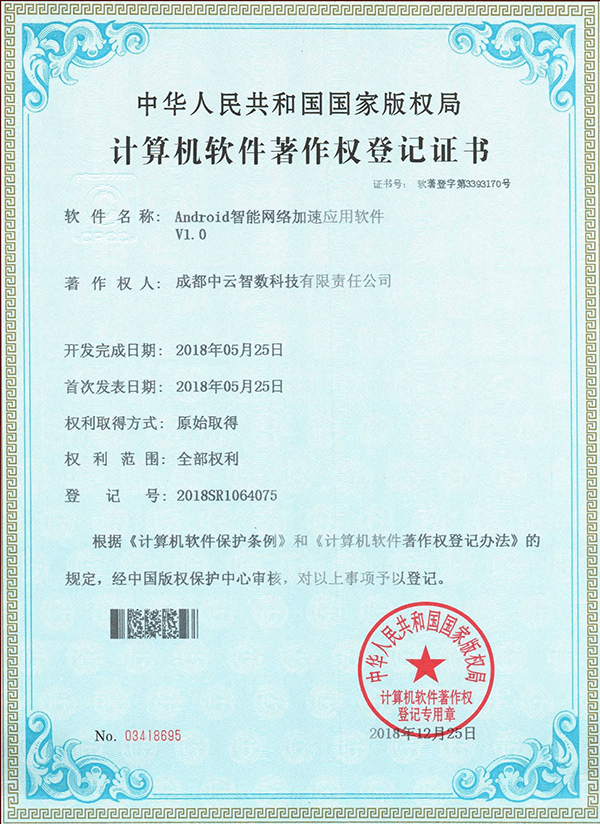 中华人民共和国国家版权局
计算机软件著作权登记证书
证书号： 软著登字第3393170号
软件名称： Android智能网络加速应用软件
V1.0
著作权人： 成都中云智数科技有限责任公司
开发完成日期： 2018年05月25日
首次发表日期： 2018年05月25日
权利取得方式： 原始取得
权利范围： 全部权利
登记号： 2018SR1064075
根据《计算机软件保护条例》和《计算机软件著作权登记办法》的
规定，经中国版权保护中心审核，对以上事项予以登记。
中华人民共和国国家版权局
计算机软件著作权
登记专用章
No. 03418695
2018年12月25日